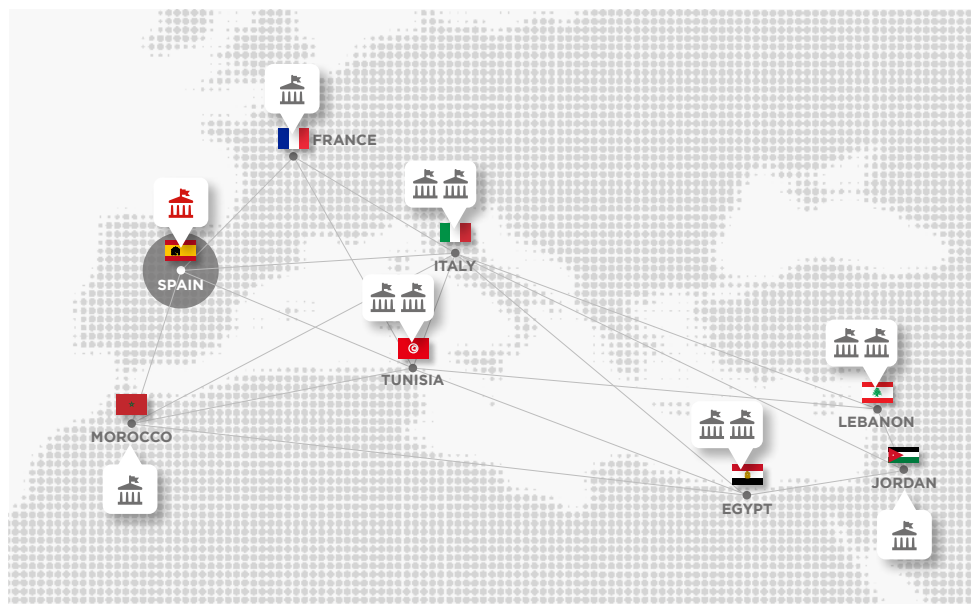 FRANCE
ITALY
SPAIN
TUNISIA
LEBANON
MOROCCO
JORDAN
EGYPT